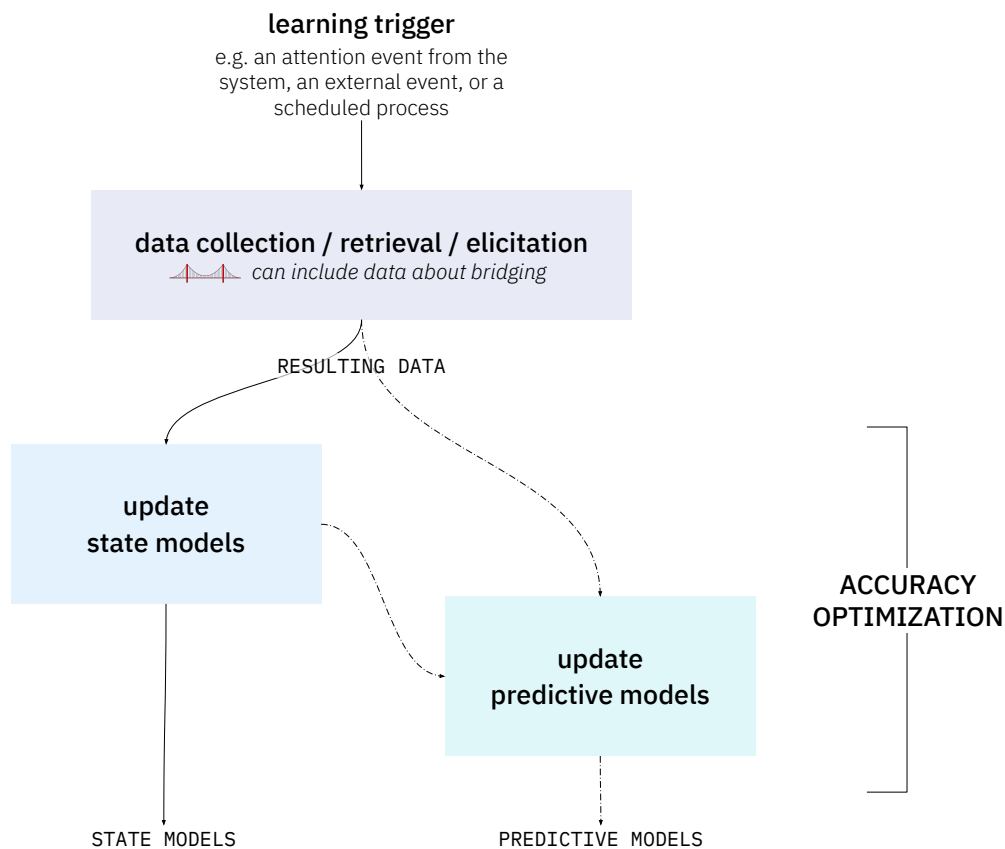 learning trigger
e.g. an attention event from the
system, an external event, or a
scheduled process
data collection / retrieval / elicitation
can include data about bridging
RESULTING DATA
update
state models
ACCURACY
OPTIMIZATION
update
predictive models
STATE MODELS
PREDICTIVE MODELS